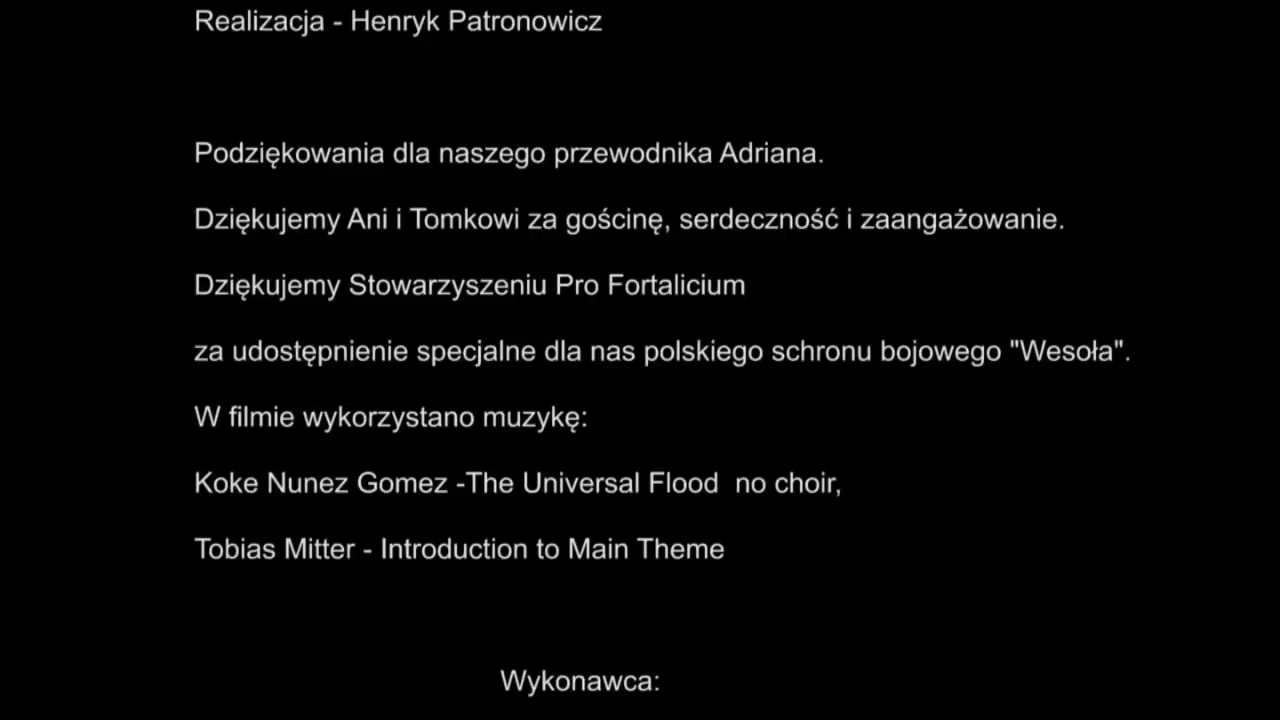 Realizacja - Henryk Patronowicz
Podziękowania dla naszego przewodnika Adriana.
Dziękujemy Ani i Tomkowi za gościnę, serdeczność i zaangażowanie.
Dziękujemy Stowarzyszeniu Pro Fortalicium
za udostępnienie specjalne dla nas polskiego schronu bojowego "Wesoła".
W filmie wykorzystano muzykę:
Koke Nunez Gomez -The Universal Flood  no choir,
Tobias Mitter - Introduction to Main Theme
Wykonawca: